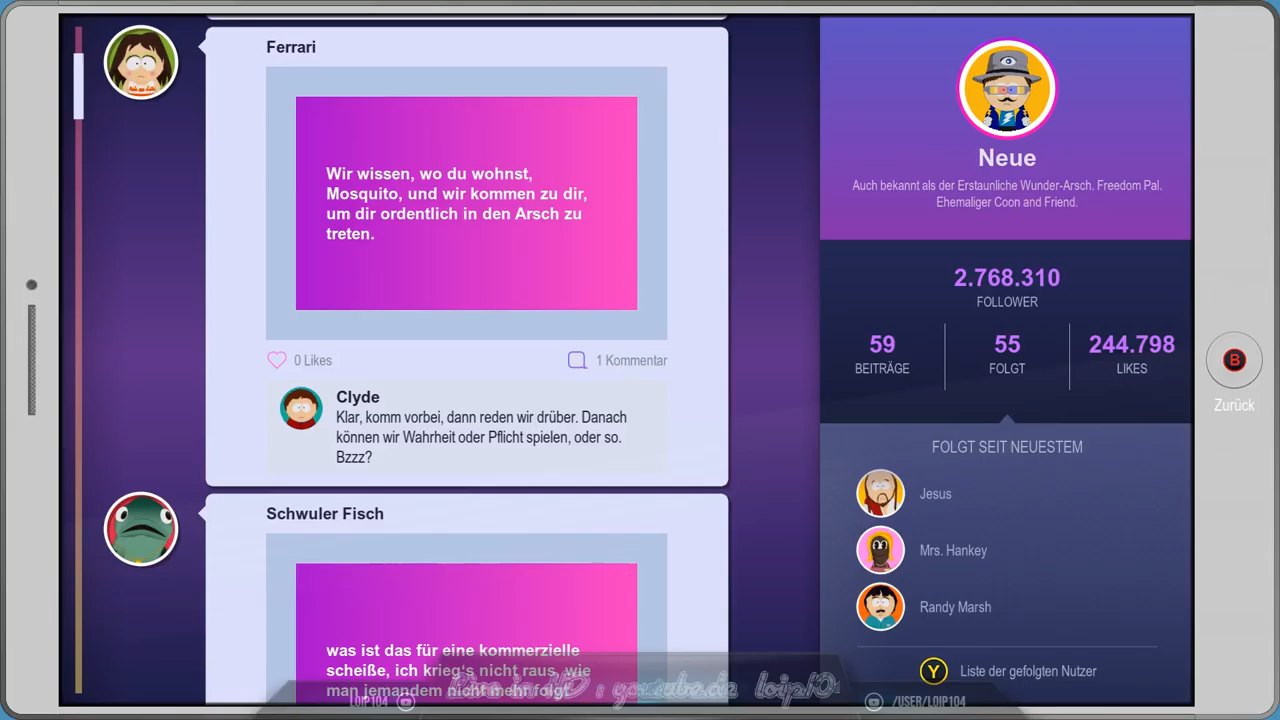 Ferrari
Wir wissen, wo du wohnst,
Mosquito, und wir kommen zu dir,
um dir ordentlich in den Arsch zu
treten.
0 Likes
1 Kommentar
Clyde
Klar, komm vorbei, dann reden wir drüber. Danach
können wir Wahrheit oder Pflicht spielen, oder so.
Bzzz?
Schwuler Fisch
was ist das für eine kommerzielle
scheiße, ich krieg's nicht raus, wie
man jemandem nicht mehr folgt
Neue
Auch bekannt als der Erstaunliche Wunder-Arsch. Freedom Pal.
Ehemaliger Coon and Friend.
2.768.310
FOLLOWER
59
BEITRÄGE
55
FOLGT
244.798
LIKES
FOLGT SEIT NEUESTEM
Jesus
Mrs. Hankey
Randy Marsh
Y Liste der gefolgten Nutzer
B
Zurück
: youtube.de loip10
LOIP104
/USER/LOIP104